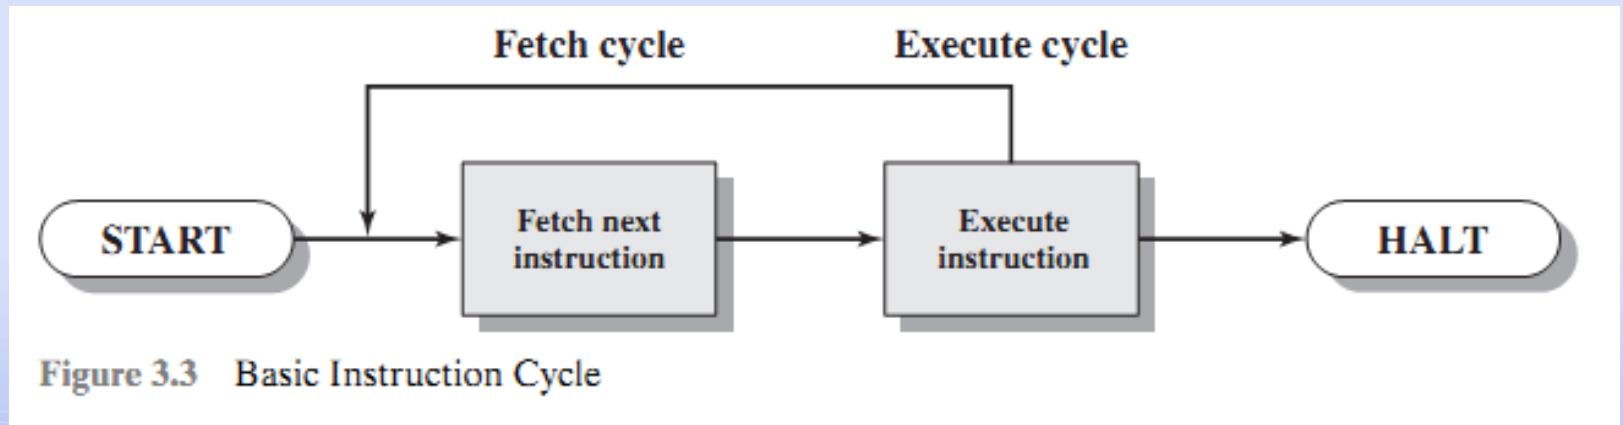 Fetch cycle
Execute cycle
START
Fetch next
instruction
Execute
instruction
HALT
Figure 3.3 Basic Instruction Cycle